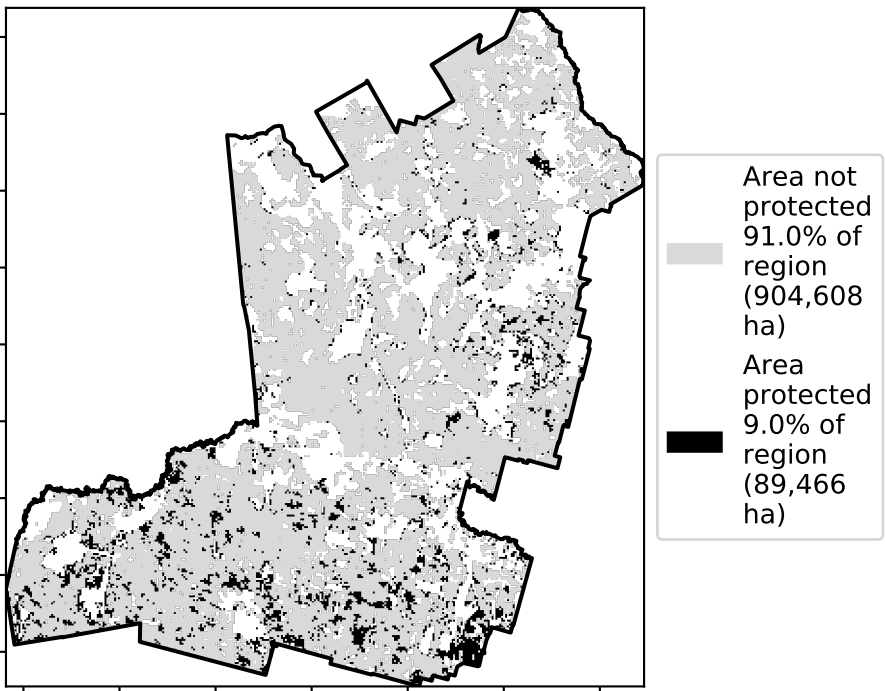 Area not
protected
91.0% of
region
(904,608
ha)
Area
protected
9.0% of
region
(89,466
ha)